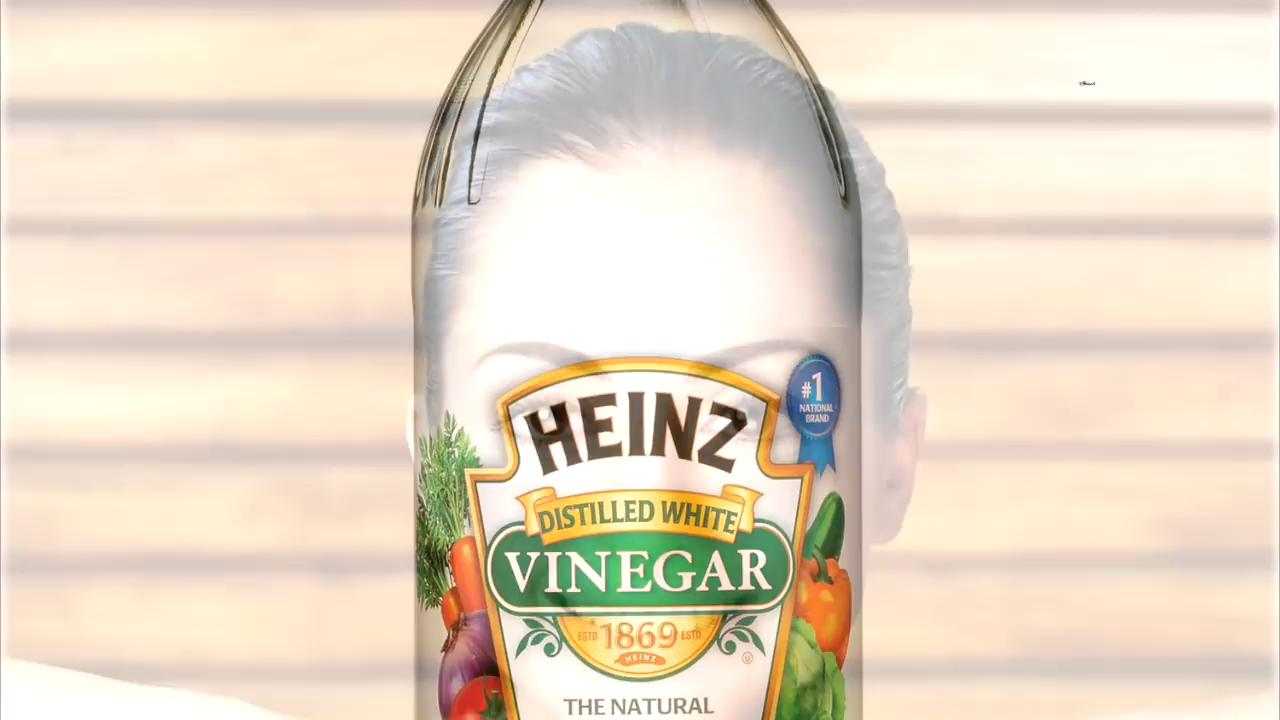 #1
NATIONAL
BRAND
HEINZ
DISTILLED WHITE
VINEGAR
ESTD 1869 ESTD.
HEINZ
U
THE NATURAL